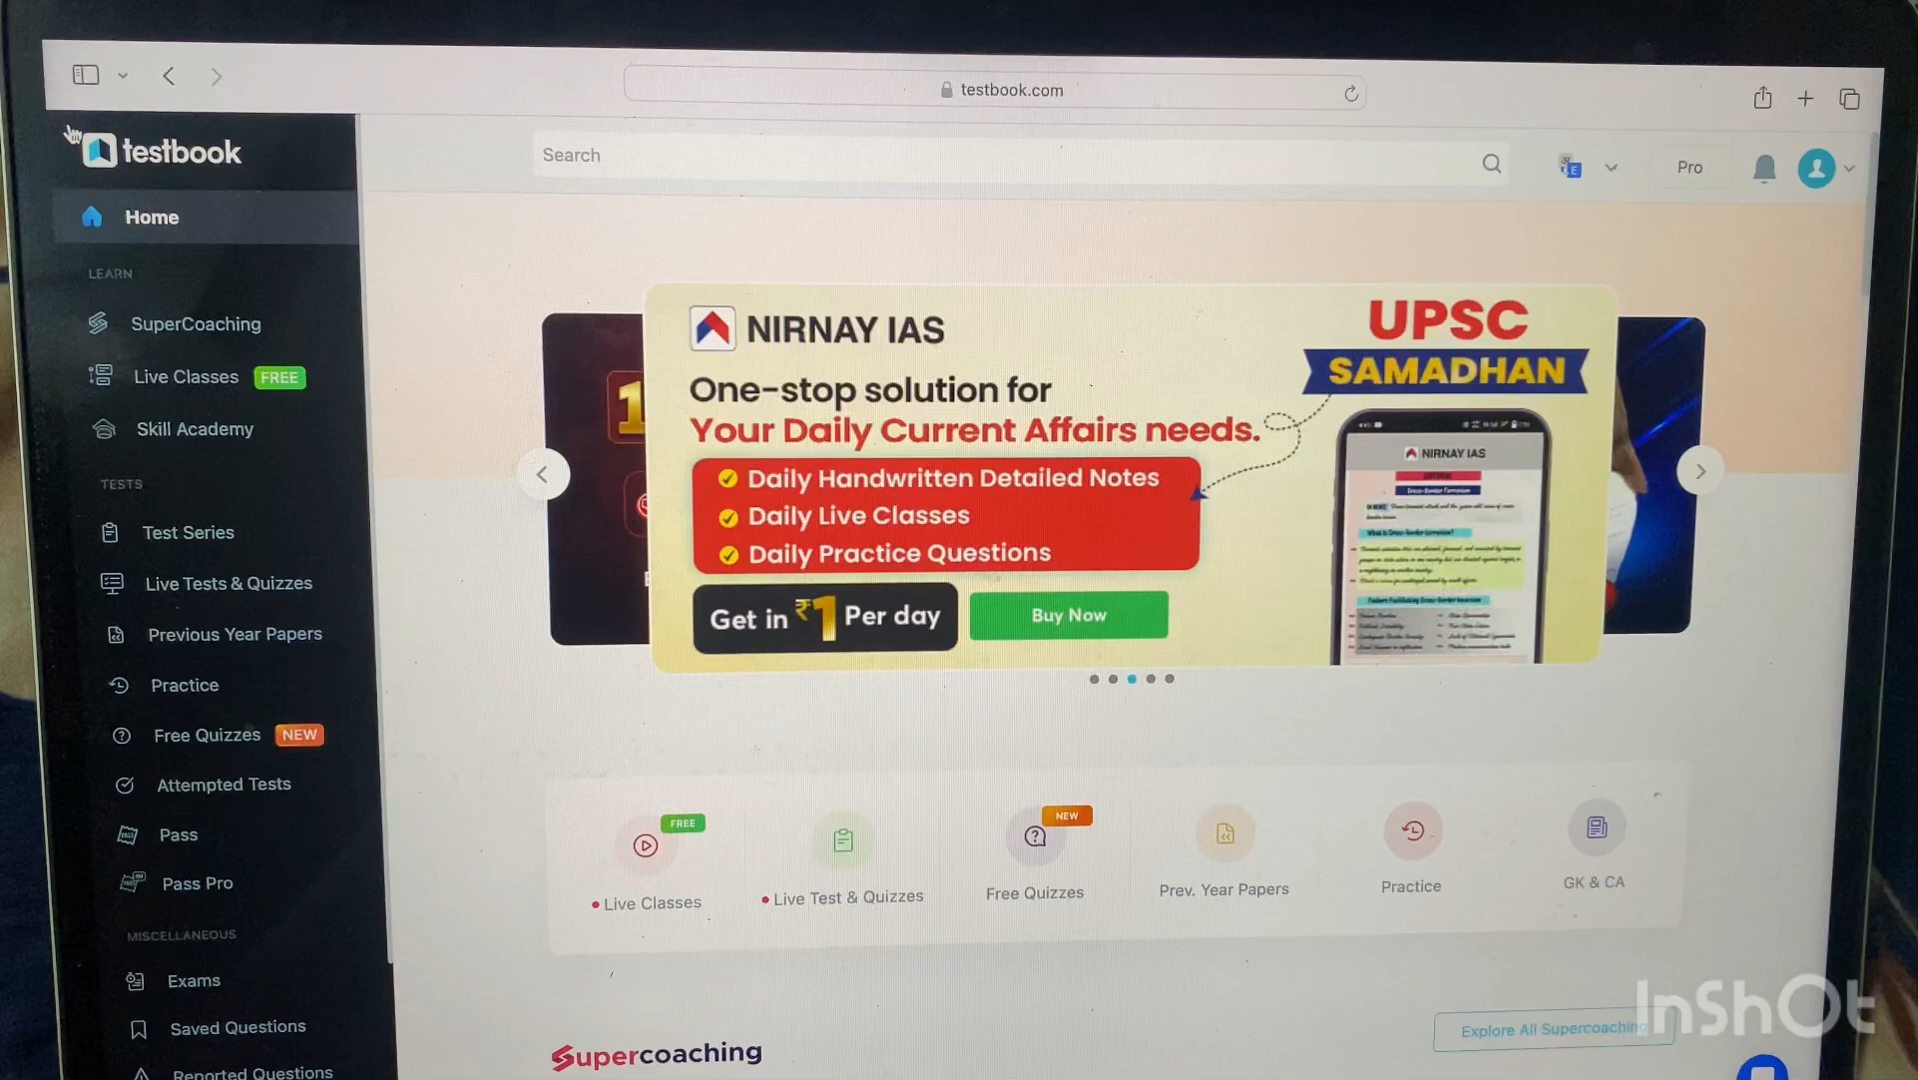 testbook.com
testbook
Search
Pro
Home
LEARN
SuperCoaching
Live Classes FREE
Skill Academy
TESTS
Test Series
Live Tests & Quizzes
Previous Year Papers
Practice
Free Quizzes NEW
Attempted Tests
Pass
Pass Pro
MISCELLANEOUS
Exams
Saved Questions
Reported Questions
NIRNAY IAS
One-stop solution for
Your Daily Current Affairs needs.
Daily Handwritten Detailed Notes
Daily Live Classes
Daily Practice Questions
Get in ₹1 Per day
Buy Now
UPSC
SAMADHAN
NIRNAY IAS
FREE
Live Classes
Live Test & Quizzes
NEW
Free Quizzes
Prev. Year Papers
Practice
GK & CA
Supercoaching
Explore All Supercoaching
InShOt